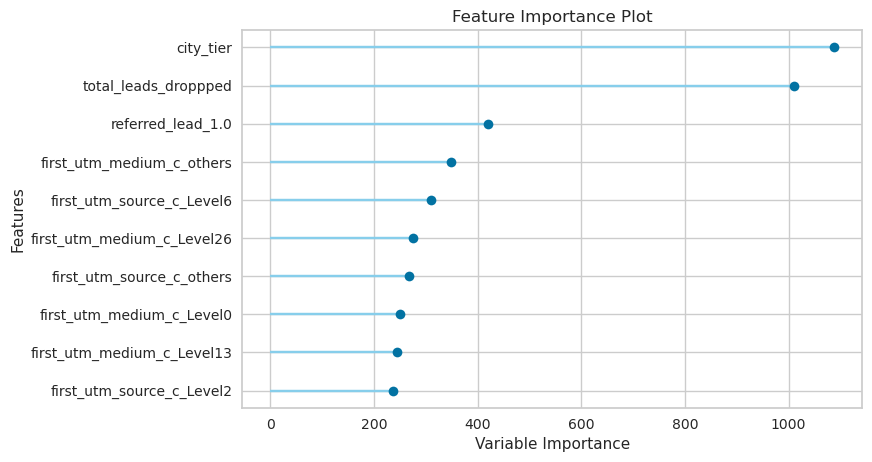 Feature Importance Plot
Features
city_tier
total_leads_droppped
referred_lead_1.0
first_utm_medium_c_others
first_utm_source_c_Level6
first_utm_medium_c_Level26
first_utm_source_c_others
first_utm_medium_c_Level0
first_utm_medium_c_Level13
first_utm_source_c_Level2
0 200 400 600 800 1000
Variable Importance